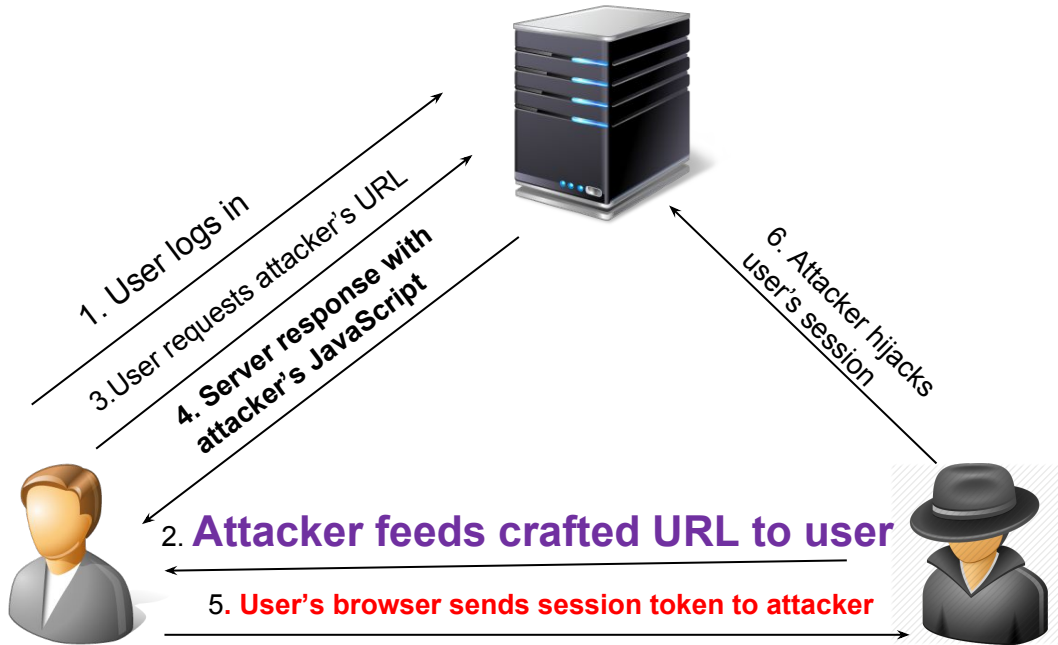 1. User logs in
3.User requests attacker's URL
4. Server response with
attacker's JavaScript
6. Attacker hijacks
user's session
2. Attacker feeds crafted URL to user
5. User's browser sends session token to attacker